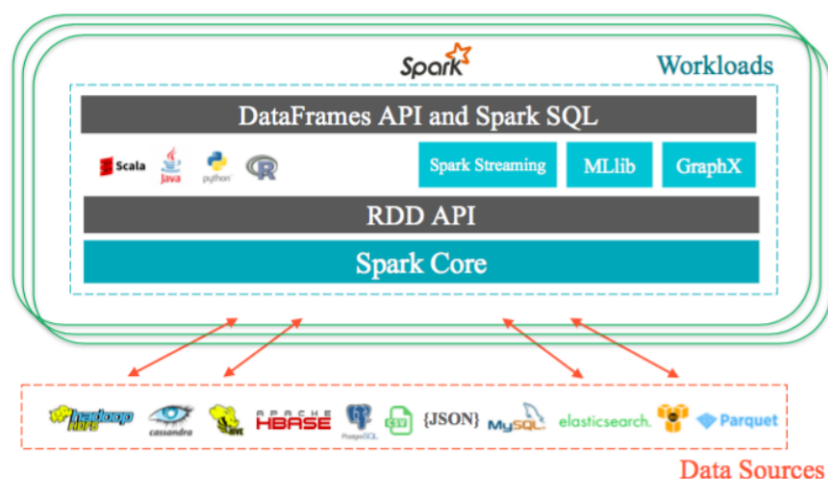 Spark
Workloads
DataFrames API and Spark SQL
Scala
Java
python
R
Spark Streaming
MLlib
GraphX
RDD API
Spark Core
hadoop
HDFS
cassandra
HIVE
APACHE
HBASE
PostgreSQL
CSV
{JSON}
MySQL
elasticsearch.
Parquet
Data Sources